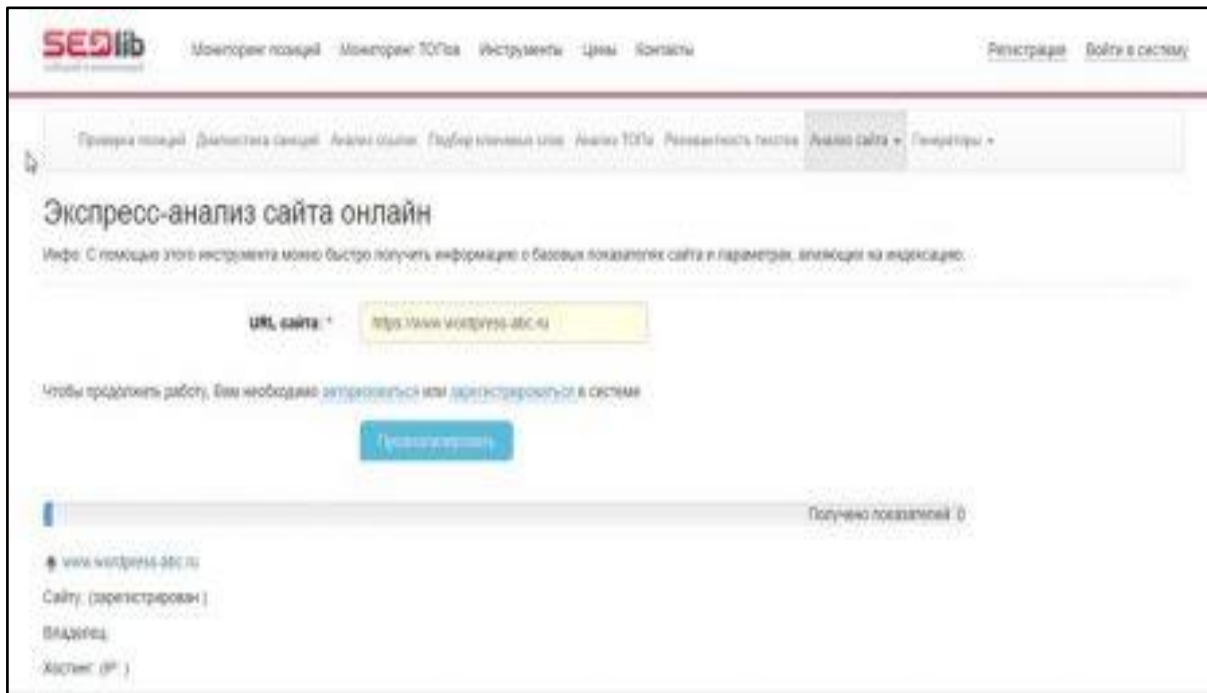 SEOlib
Мониторинг позиций Мониторинг ТОПов Инструменты Цены Контакты
Регистрация Войти в систему
Проверка позиций Диагностика санкций Анализ ссылок Подбор ключевых слов Анализ ТОПа Релевантность текстов Анализ сайта Генераторы
Экспресс-анализ сайта онлайн
Инфо: С помощью этого инструмента можно быстро получить информацию о базовых показателях сайта и параметрах, влияющих на индексацию.
URL сайта: * https://www.wordpress-abc.ru
Чтобы продолжить работу, Вам необходимо авторизоваться или зарегистрироваться в системе
Проанализировать
Получено показателей: 0
www.wordpress-abc.ru
Сайту: (зарегистрирован )
Владелец:
Хостинг: (IP: )